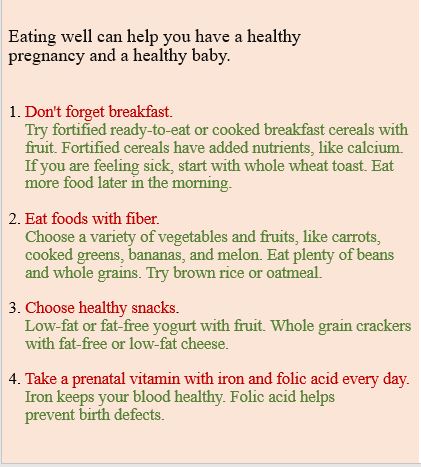 Eating well can help you have a healthy
pregnancy and a healthy baby.
1. Don't forget breakfast.
Try fortified ready-to-eat or cooked breakfast cereals with
fruit. Fortified cereals have added nutrients, like calcium.
If you are feeling sick, start with whole wheat toast. Eat
more food later in the morning.
2. Eat foods with fiber.
Choose a variety of vegetables and fruits, like carrots,
cooked greens, bananas, and melon. Eat plenty of beans
and whole grains. Try brown rice or oatmeal.
3. Choose healthy snacks.
Low-fat or fat-free yogurt with fruit. Whole grain crackers
with fat-free or low-fat cheese.
4. Take a prenatal vitamin with iron and folic acid every day.
Iron keeps your blood healthy. Folic acid helps
prevent birth defects.